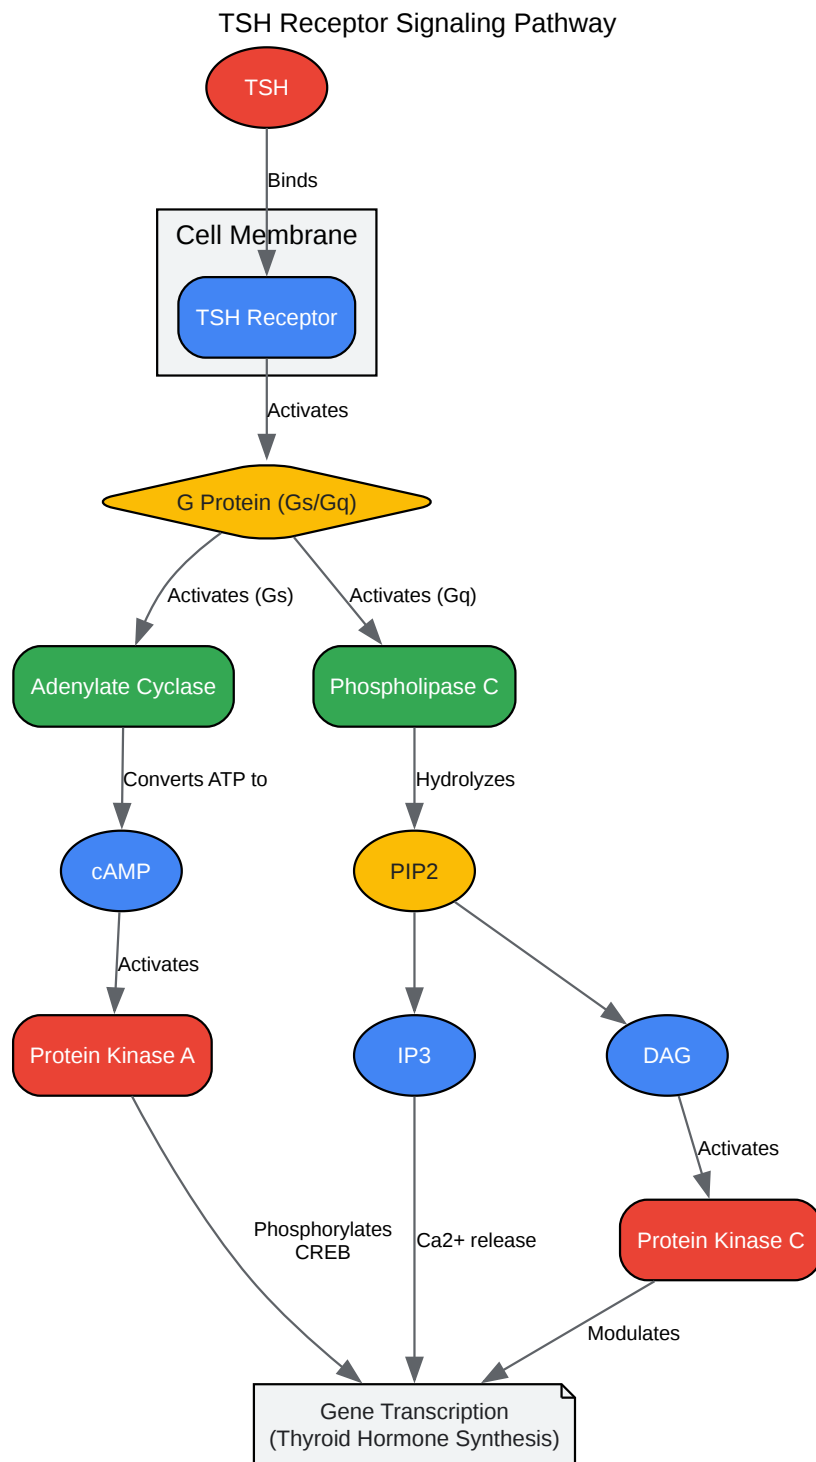 TSH Receptor Signaling Pathway
TSH
Binds
Cell Membrane
TSH Receptor
Activates
G Protein (Gs/Gq)
Activates (Gs)
Activates (Gq)
Adenylate Cyclase
Phospholipase C
Converts ATP to
Hydrolyzes
cAMP
PIP2
Activates
Protein Kinase A
IP3
DAG
Activates
Phosphorylates
CREB
Ca2+ release
Protein Kinase C
Modulates
Gene Transcription
(Thyroid Hormone Synthesis)